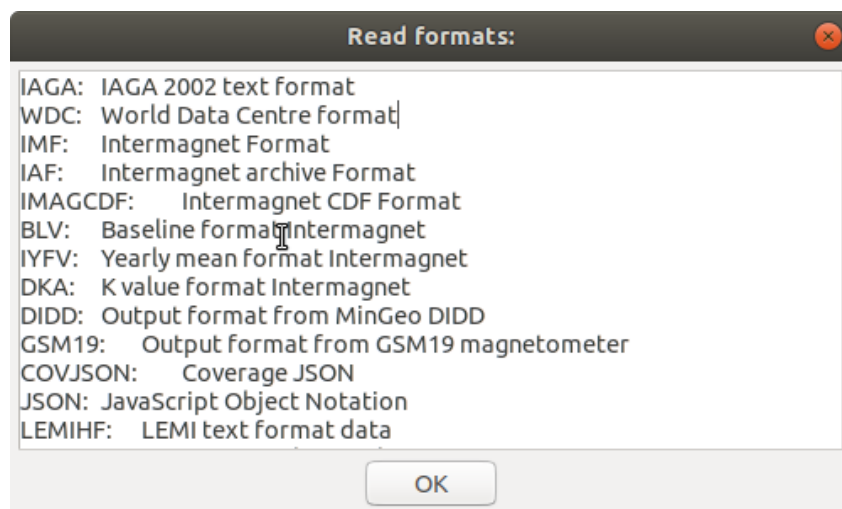 Read formats:
IAGA: IAGA 2002 text format
WDC: World Data Centre format
IMF: Intermagnet Format
IAF: Intermagnet archive Format
IMAGCDF: Intermagnet CDF Format
BLV: Baseline format Intermagnet
IYFV: Yearly mean format Intermagnet
DKA: K value format Intermagnet
DIDD: Output format from MinGeo DIDD
GSM19: Output format from GSM19 magnetometer
COVJSON: Coverage JSON
JSON: JavaScript Object Notation
LEMIHF: LEMI text format data
OK